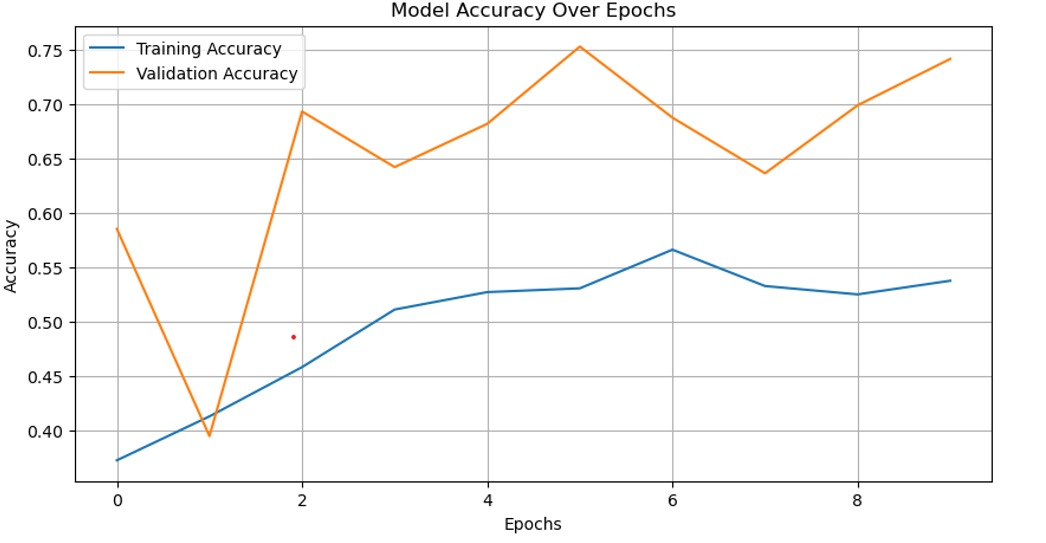 Model Accuracy Over Epochs
Training Accuracy
Validation Accuracy
0.75
0.70
0.65
0.60
0.55
0.50
0.45
0.40
Accuracy
0 2 4 6 8
Epochs